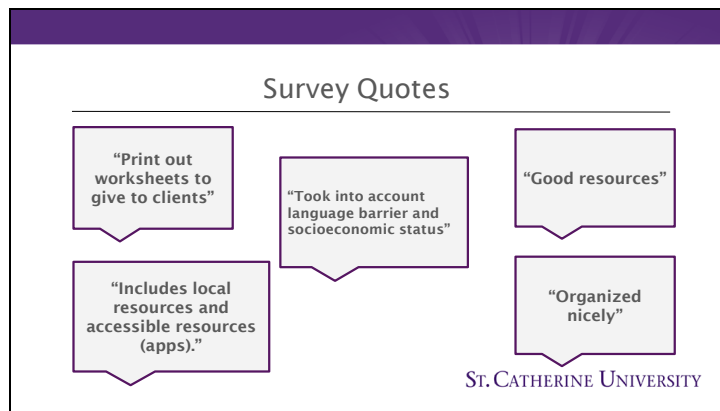 Survey Quotes
“Print out
worksheets to
give to clients”
“Took into account
language barrier and
socioeconomic status”
“Good resources”
“Includes local
resources and
accessible resources
(apps).”
“Organized
nicely”
ST. CATHERINE UNIVERSITY